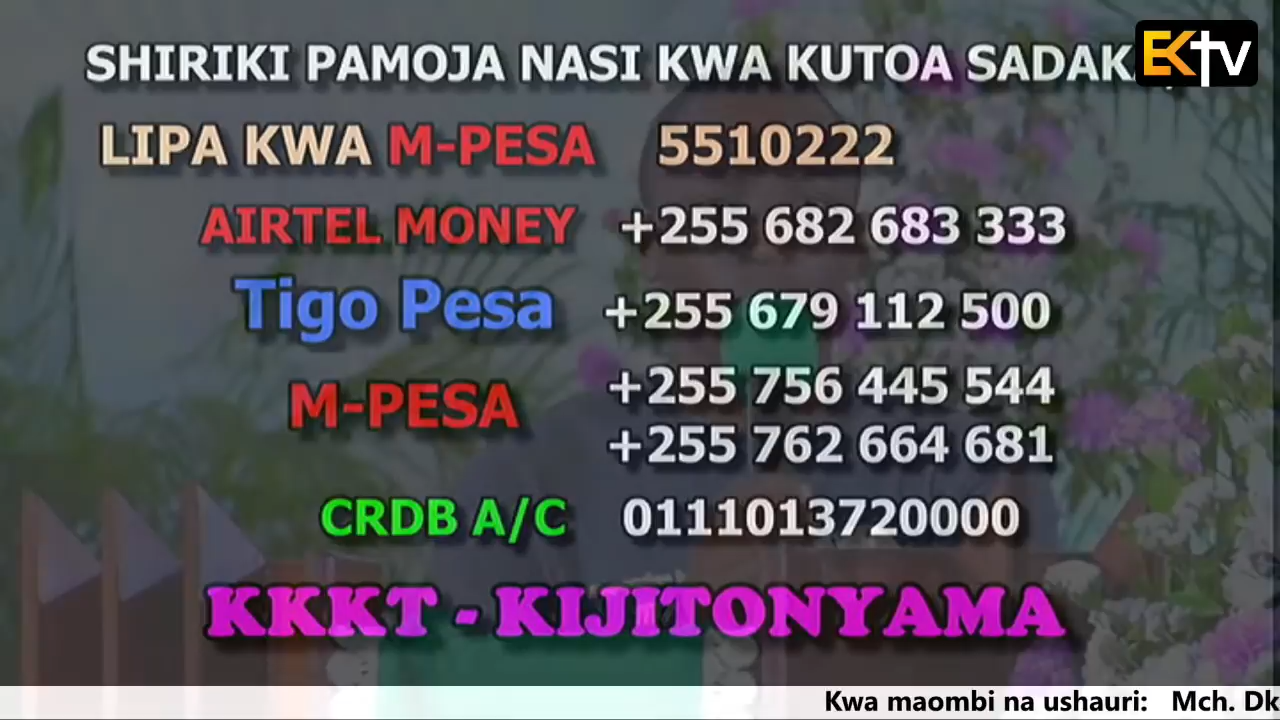 SHIRIKI PAMOJA NASI KWA KUTOA
EKtv
LIPA KWA M-PESA 5510222
AIRTEL MONEY +255 682 683 333
Tigo Pesa +255 679 112 500
M-PESA +255 756 445 544
+255 762 664 681
CRDB A/C 0111013720000
KKKT - KIJITONYAMA
Kwa maombi na ushauri: Mch. Dk